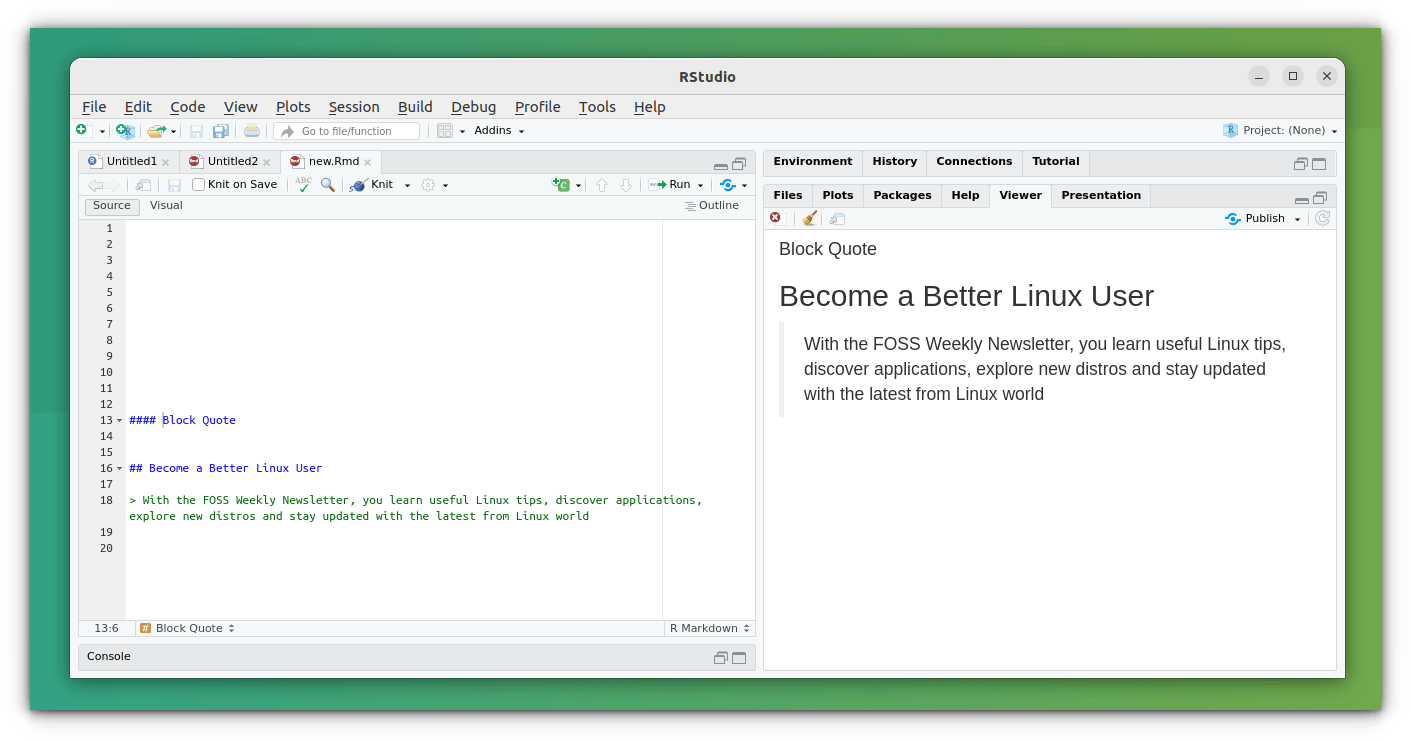 RStudio
File Edit Code View Plots Session Build Debug Profile Tools Help
Go to file/function Addins Project: (None)
Untitled1 Untitled2 new.Rmd
Knit on Save ABC Knit Run
Source Visual Outline
1
2
3
4
5
6
7
8
9
10
11
12
13 #### Block Quote
14
15
16 ## Become a Better Linux User
17
18 > With the FOSS Weekly Newsletter, you learn useful Linux tips, discover applications,
explore new distros and stay updated with the latest from Linux world
19
20
13:6 # Block Quote R Markdown
Console
Environment History Connections Tutorial
Files Plots Packages Help Viewer Presentation
Publish
Block Quote
Become a Better Linux User
With the FOSS Weekly Newsletter, you learn useful Linux tips,
discover applications, explore new distros and stay updated
with the latest from Linux world